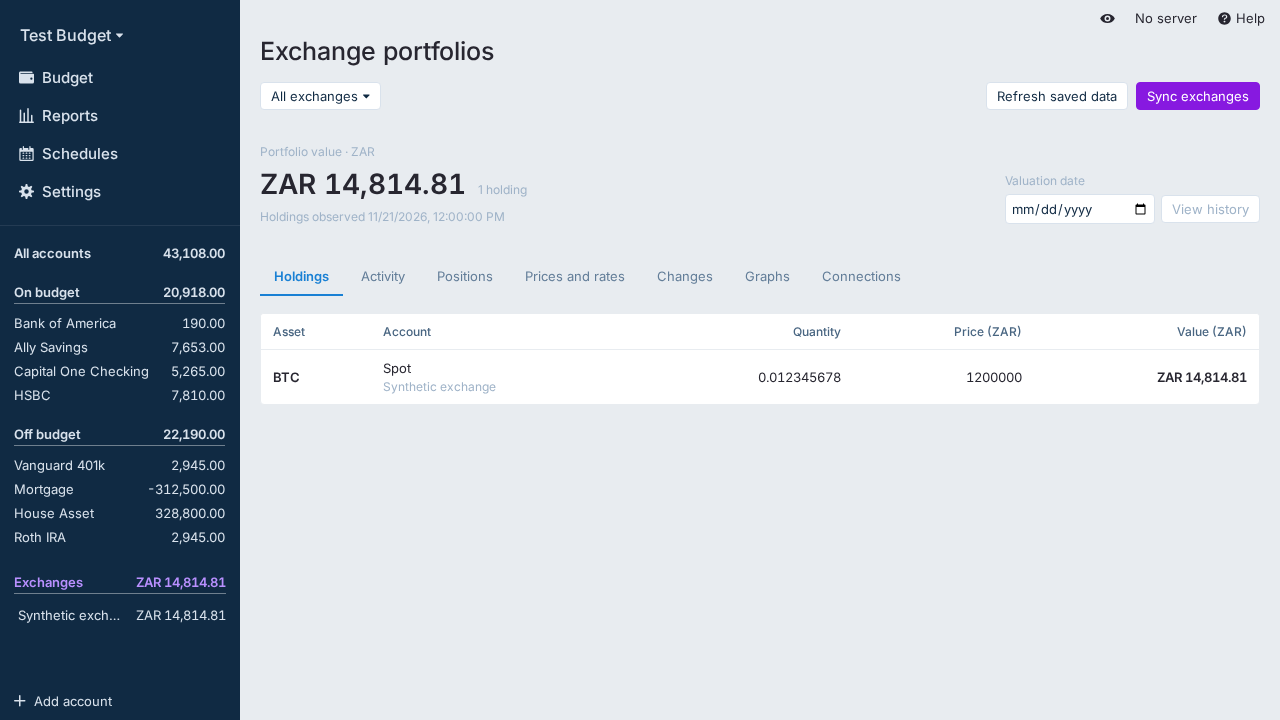 Test Budget
Budget
Reports
Schedules
Settings
All accounts 43,108.00
On budget 20,918.00
Bank of America 190.00
Ally Savings 7,653.00
Capital One Checking 5,265.00
HSBC 7,810.00
Off budget 22,190.00
Vanguard 401k 2,945.00
Mortgage -312,500.00
House Asset 328,800.00
Roth IRA 2,945.00
Exchanges ZAR 14,814.81
Synthetic exch... ZAR 14,814.81
Add account
No server Help
Exchange portfolios
All exchanges Refresh saved data Sync exchanges
Portfolio value · ZAR
ZAR 14,814.81 1 holding
Holdings observed 11/21/2026, 12:00:00 PM
Valuation date
mm/dd/yyyy View history
Holdings Activity Positions Prices and rates Changes Graphs Connections
Asset Account Quantity Price (ZAR) Value (ZAR)
BTC Spot 0.012345678 1200000 ZAR 14,814.81
Synthetic exchange